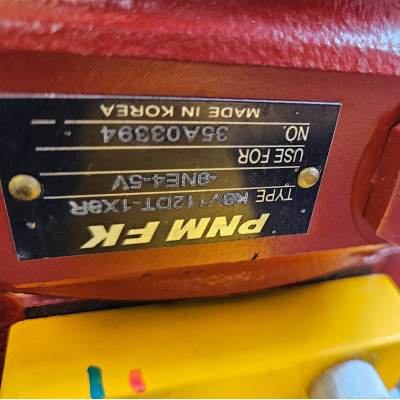 PNM FK
TYPE K3V112DT-1X8R
-9NE4-5V
USE FOR
NO. 35A03394
MADE IN KOREA